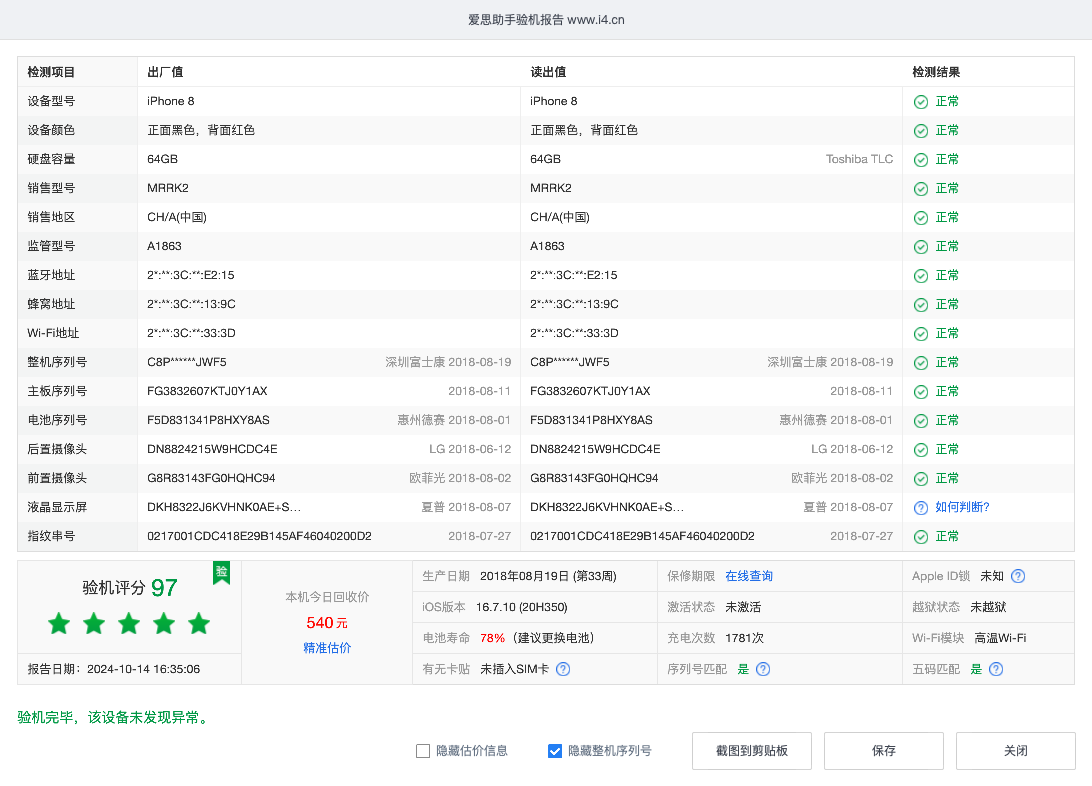 爱思助手验机报告 www.i4.cn
检测项目 出厂值 读出值 检测结果
设备型号 iPhone 8 iPhone 8 正常
设备颜色 正面黑色，背面红色 正面黑色，背面红色 正常
硬盘容量 64GB 64GB Toshiba TLC 正常
销售型号 MRRK2 MRRK2 正常
销售地区 CH/A(中国) CH/A(中国) 正常
监管型号 A1863 A1863 正常
蓝牙地址 2*:**:3C:**:E2:15 2*:**:3C:**:E2:15 正常
蜂窝地址 2*:**:3C:**:13:9C 2*:**:3C:**:13:9C 正常
Wi-Fi地址 2*:**:3C:**:33:3D 2*:**:3C:**:33:3D 正常
整机序列号 C8P******JWF5 深圳富士康 2018-08-19 C8P******JWF5 深圳富士康 2018-08-19 正常
主板序列号 FG3832607KTJ0Y1AX 2018-08-11 FG3832607KTJ0Y1AX 2018-08-11 正常
电池序列号 F5D831341P8HXY8AS 惠州德赛 2018-08-01 F5D831341P8HXY8AS 惠州德赛 2018-08-01 正常
后置摄像头 DN8824215W9HCDC4E LG 2018-06-12 DN8824215W9HCDC4E LG 2018-06-12 正常
前置摄像头 G8R83143FG0HQHC94 欧菲光 2018-08-02 G8R83143FG0HQHC94 欧菲光 2018-08-02 正常
液晶显示屏 DKH8322J6KVHNK0AE+S... 夏普 2018-08-07 DKH8322J6KVHNK0AE+S... 夏普 2018-08-07 如何判断?
指纹串号 0217001CDC418E29B145AF46040200D2 2018-07-27 0217001CDC418E29B145AF46040200D2 2018-07-27 正常
验机评分 97 验
报告日期： 2024-10-14 16:35:06
本机今日回收价
540 元
精准估价
生产日期 2018年08月19日 (第33周) 保修期限 在线查询 Apple ID锁 未知
iOS版本 16.7.10 (20H350) 激活状态 未激活 越狱状态 未越狱
电池寿命 78%（建议更换电池） 充电次数 1781次 Wi-Fi模块 高温Wi-Fi
有无卡贴 未插入SIM卡 序列号匹配 是 五码匹配 是
验机完毕，该设备未发现异常。
隐藏估价信息 隐藏整机序列号 截图到剪贴板 保存 关闭